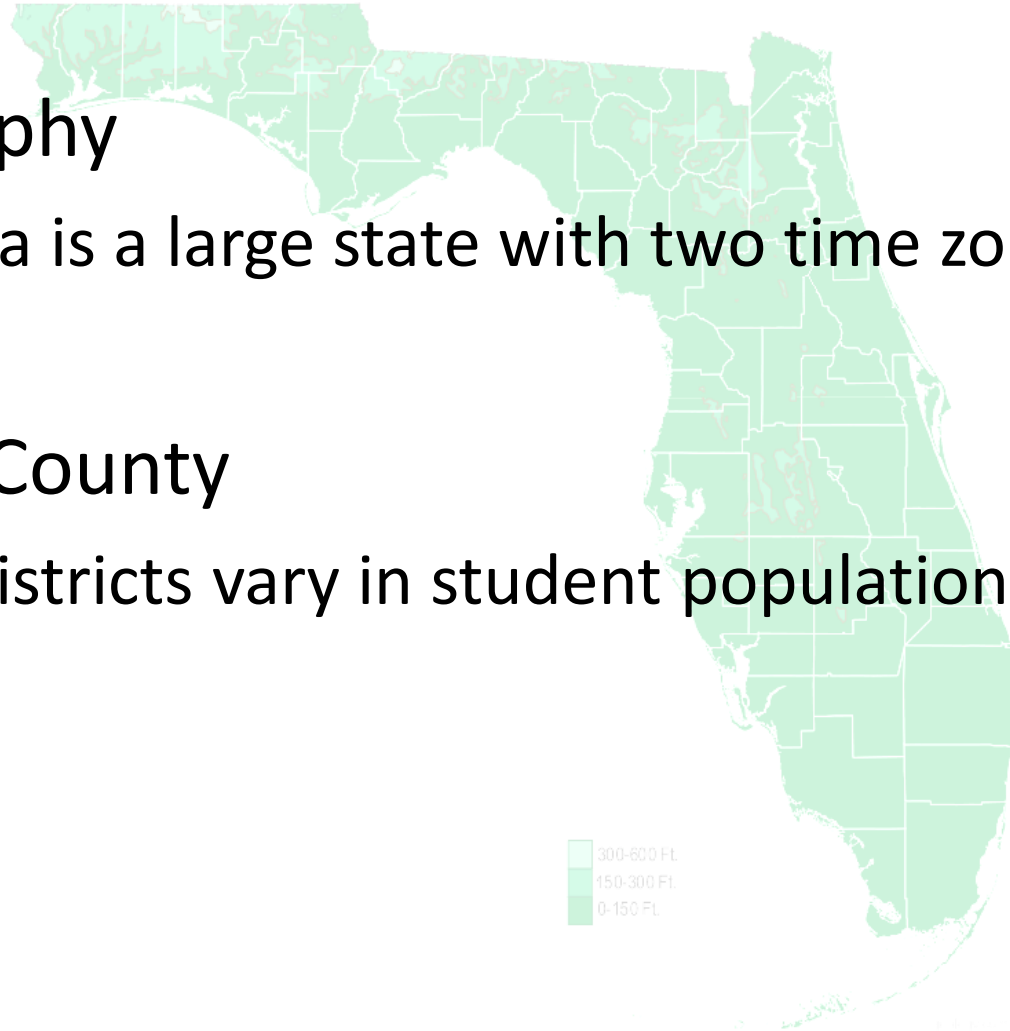 phy
a is a large state with two time zo
County
istricts vary in student population
300-600 Ft.
150-300 Ft.
0-150 Ft.